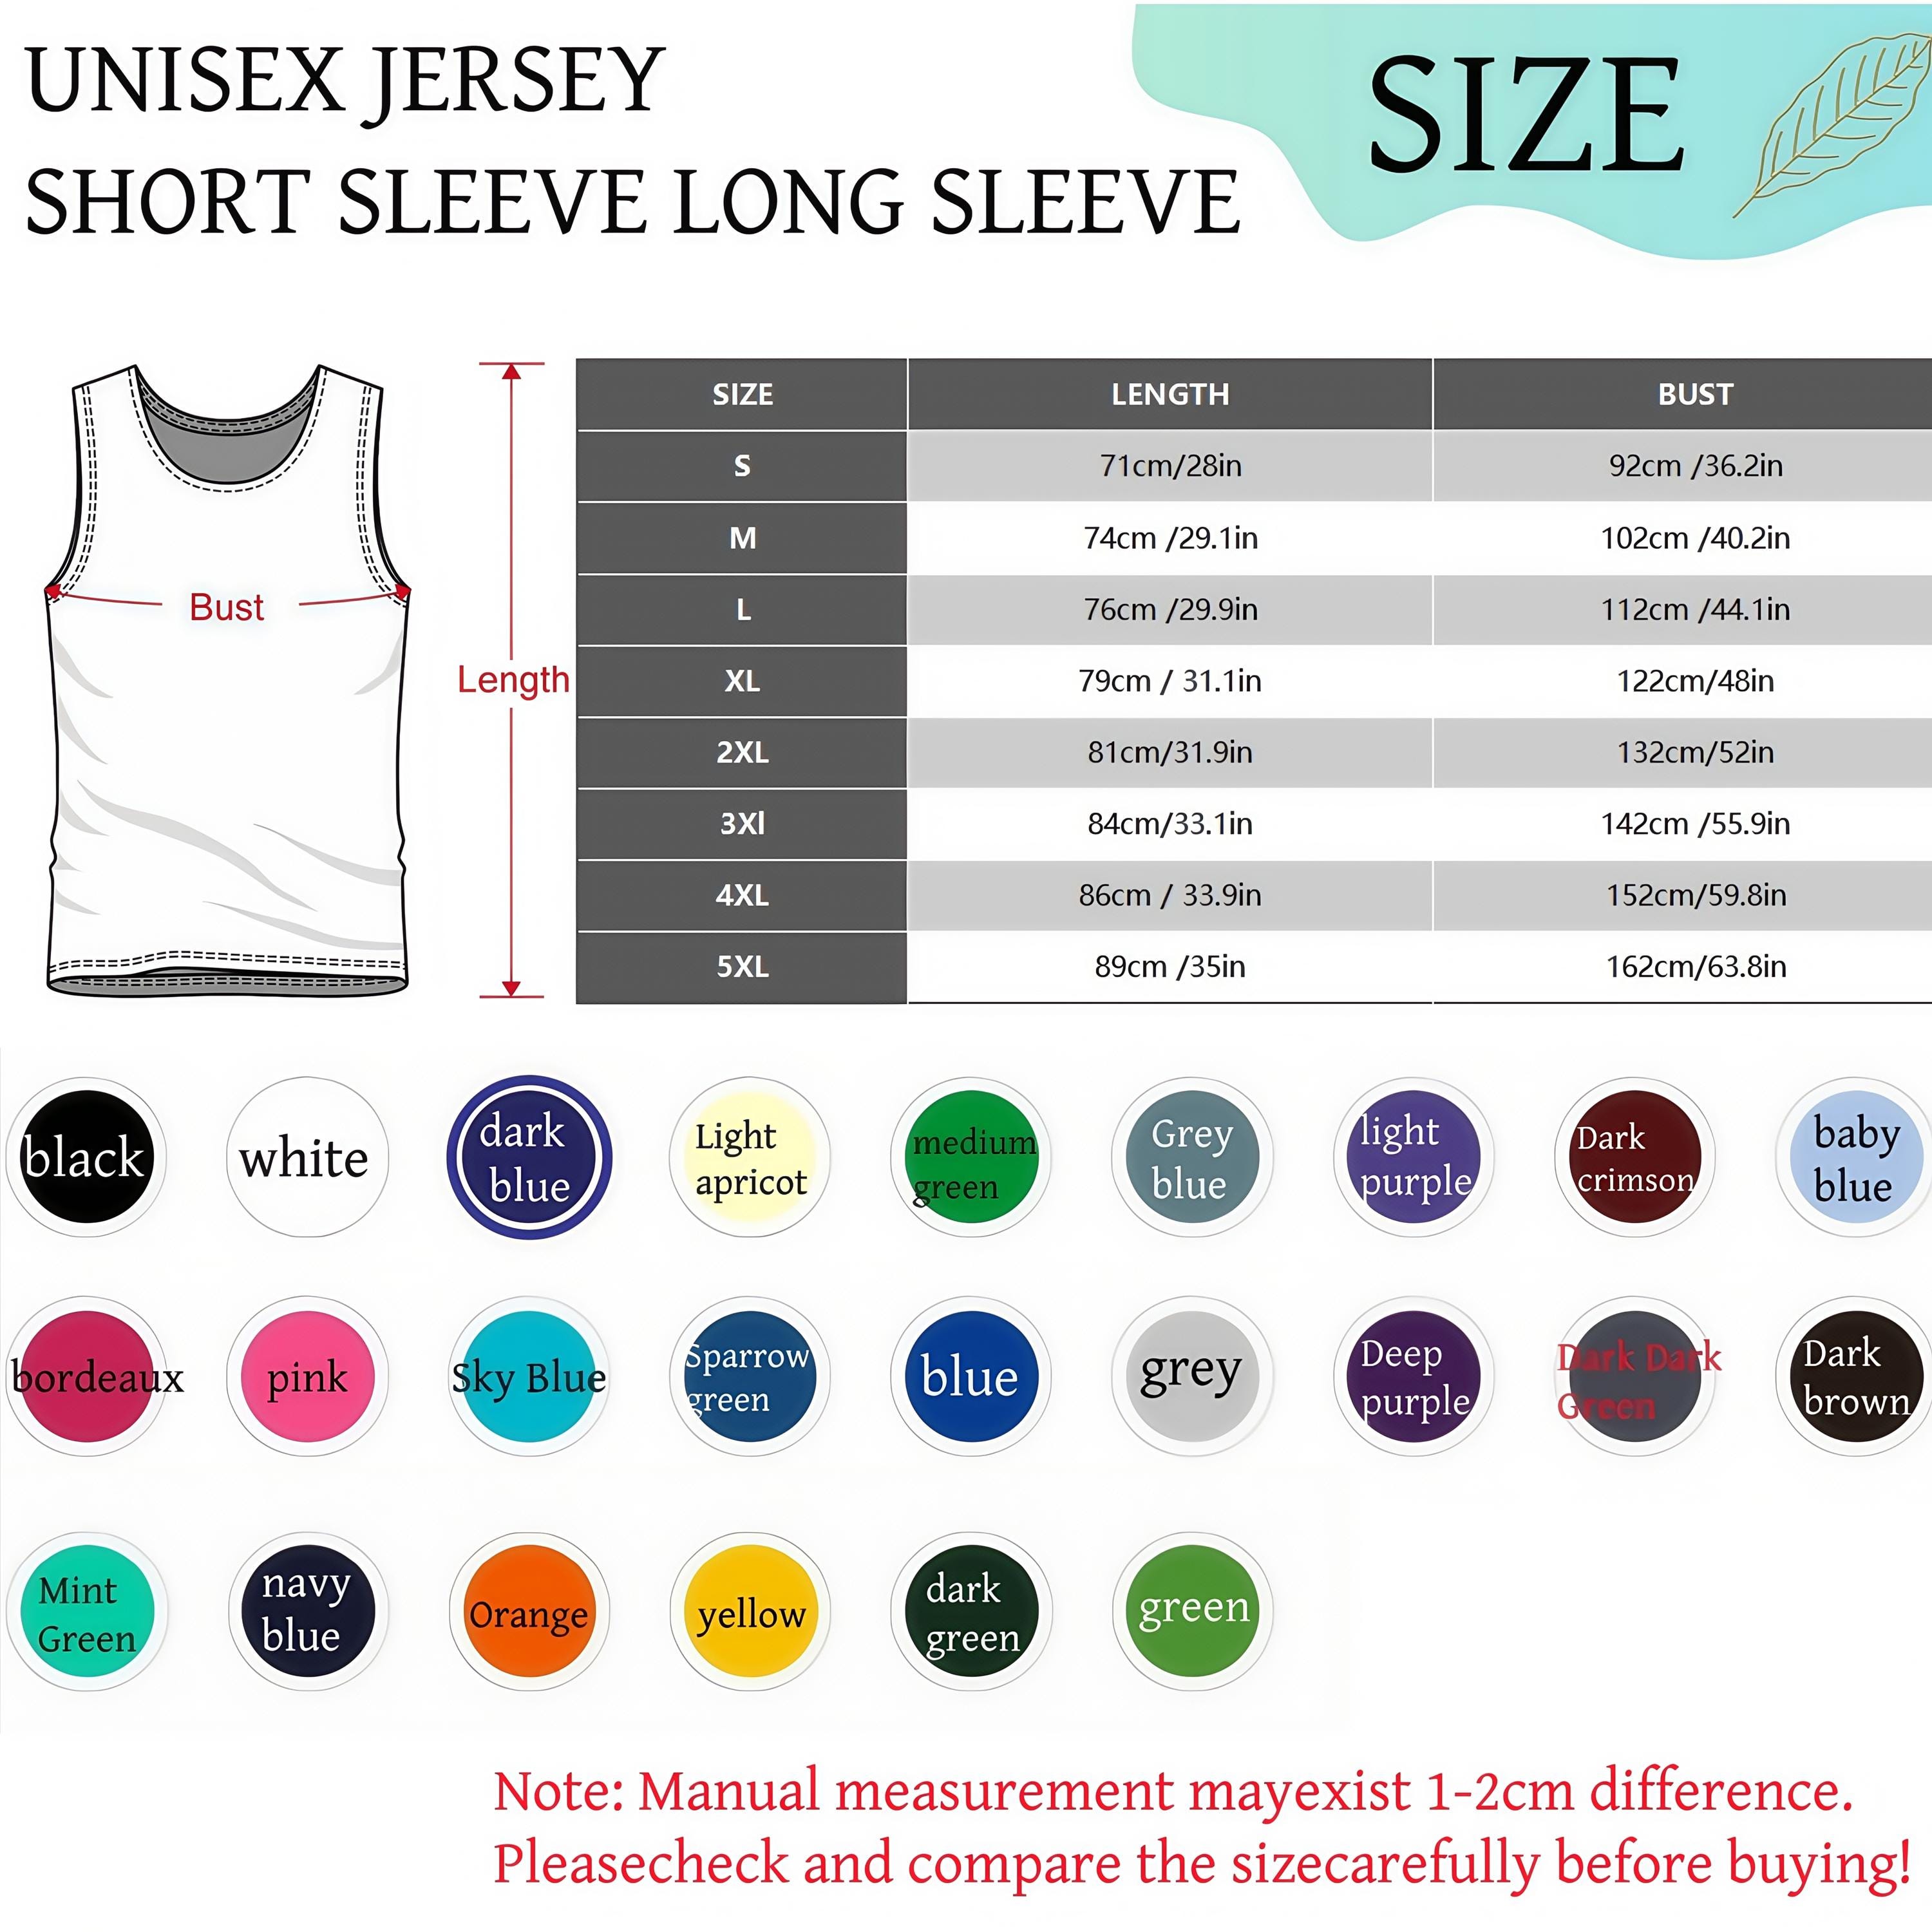 UNISEX JERSEY
SHORT SLEEVE LONG SLEEVE
SIZE
Bust
Length
SIZE LENGTH BUST
S 71cm/28in 92cm /36.2in
M 74cm /29.1in 102cm /40.2in
L 76cm /29.9in 112cm /44.1in
XL 79cm / 31.1in 122cm/48in
2XL 81cm/31.9in 132cm/52in
3Xl 84cm/33.1in 142cm /55.9in
4XL 86cm / 33.9in 152cm/59.8in
5XL 89cm /35in 162cm/63.8in
black
white
dark
blue
Light
apricot
medium
green
Grey
blue
light
purple
Dark
crimson
baby
blue
bordeaux
pink
Sky Blue
Sparrow
green
blue
grey
Deep
purple
Dark Dark
Green
Dark
brown
Mint
Green
navy
blue
Orange
yellow
dark
green
green
Note: Manual measurement mayexist 1-2cm difference.
Pleasecheck and compare the sizecarefully before buying!